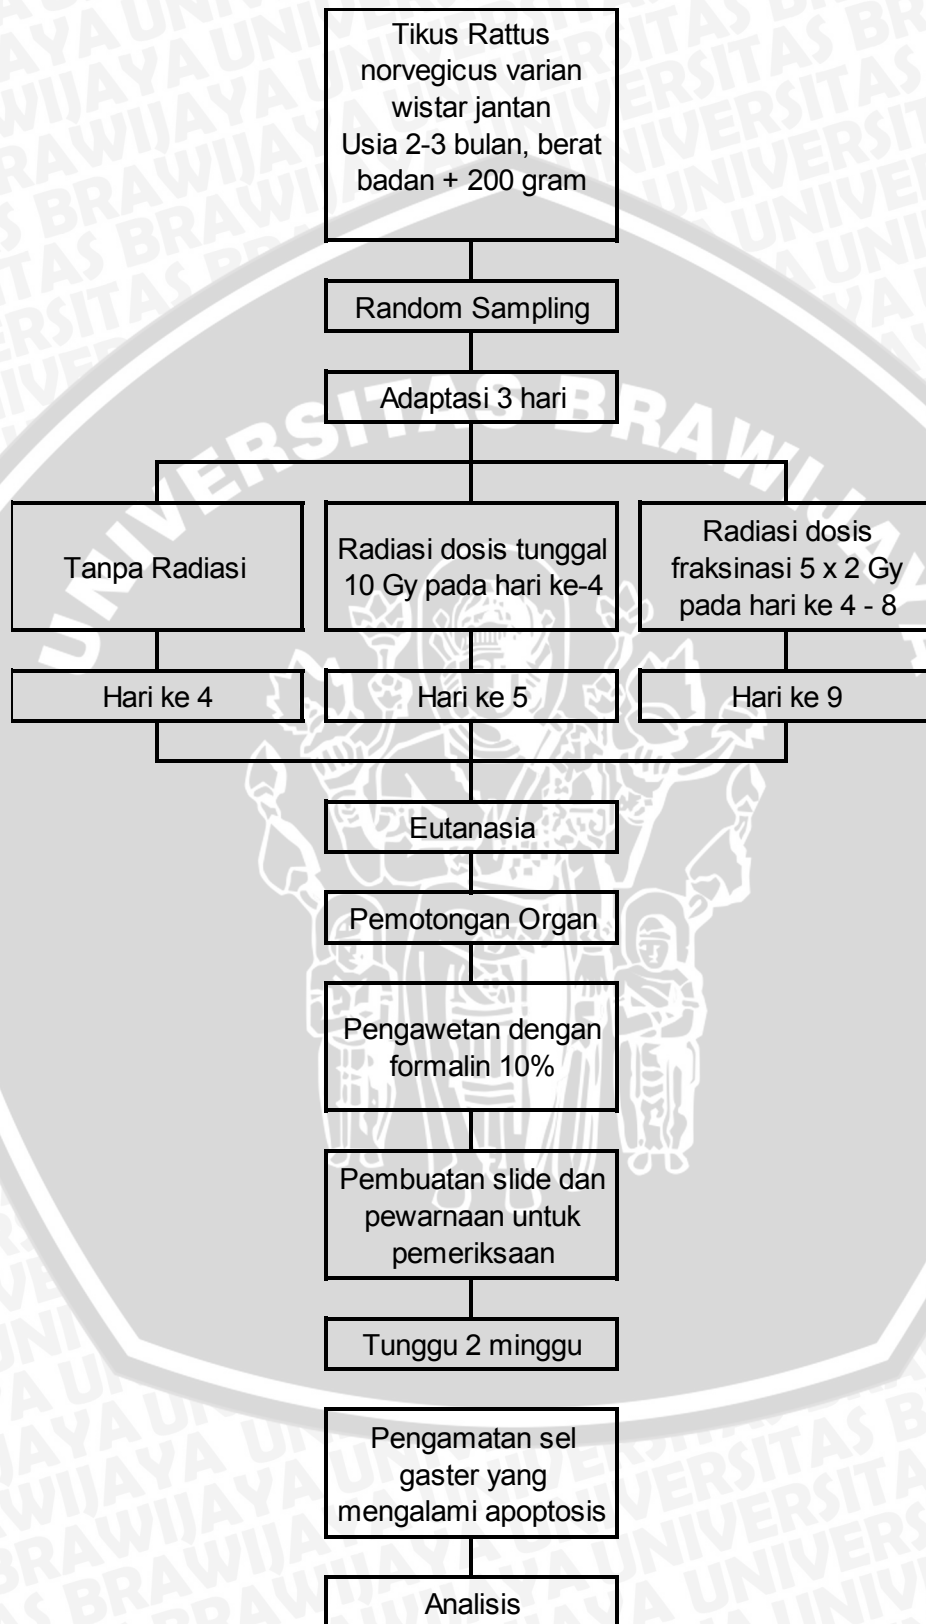 Tikus Rattus
norvegicus varian
wistar jantan
Usia 2-3 bulan, berat
badan + 200 gram
Random Sampling
Adaptasi 3 hari
UNIVERSITAS BRAWIJAYA
Tanpa Radiasi
Radiasi dosis tunggal
10 Gy pada hari ke-4
Radiasi dosis
fraksinasi 5 x 2 Gy
pada hari ke 4 - 8
Hari ke 4
Hari ke 5
Hari ke 9
Eutanasia
Pemotongan Organ
Pengawetan dengan
formalin 10%
Pembuatan slide dan
pewarnaan untuk
pemeriksaan
Tunggu 2 minggu
Pengamatan sel
gaster yang
mengalami apoptosis
Analisis